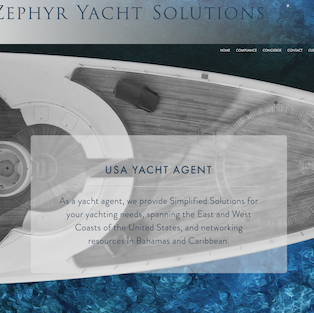 Zephyr Yacht Solutions
HOME COMPLIANCE CONCIERGE CONTACT
USA YACHT AGENT
As a yacht agent, we provide Simplified Solutions for
your yachting needs, spanning the East and West
Coasts of the United States, and networking
resources in Bahamas and Caribbean.